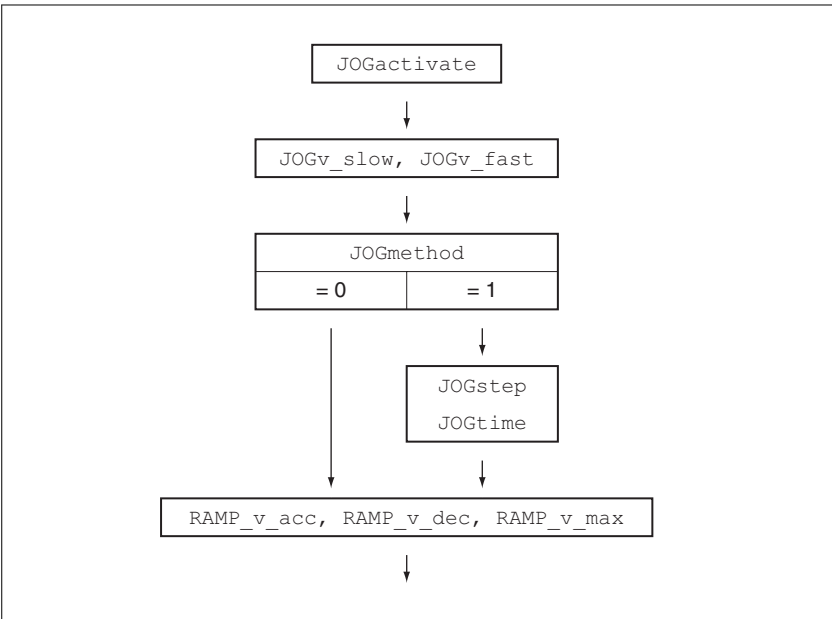 JOGactivate
JOGv_slow, JOGv_fast
JOGmethod
= 0 = 1
JOGstep
JOGtime
RAMP_v_acc, RAMP_v_dec, RAMP_v_max